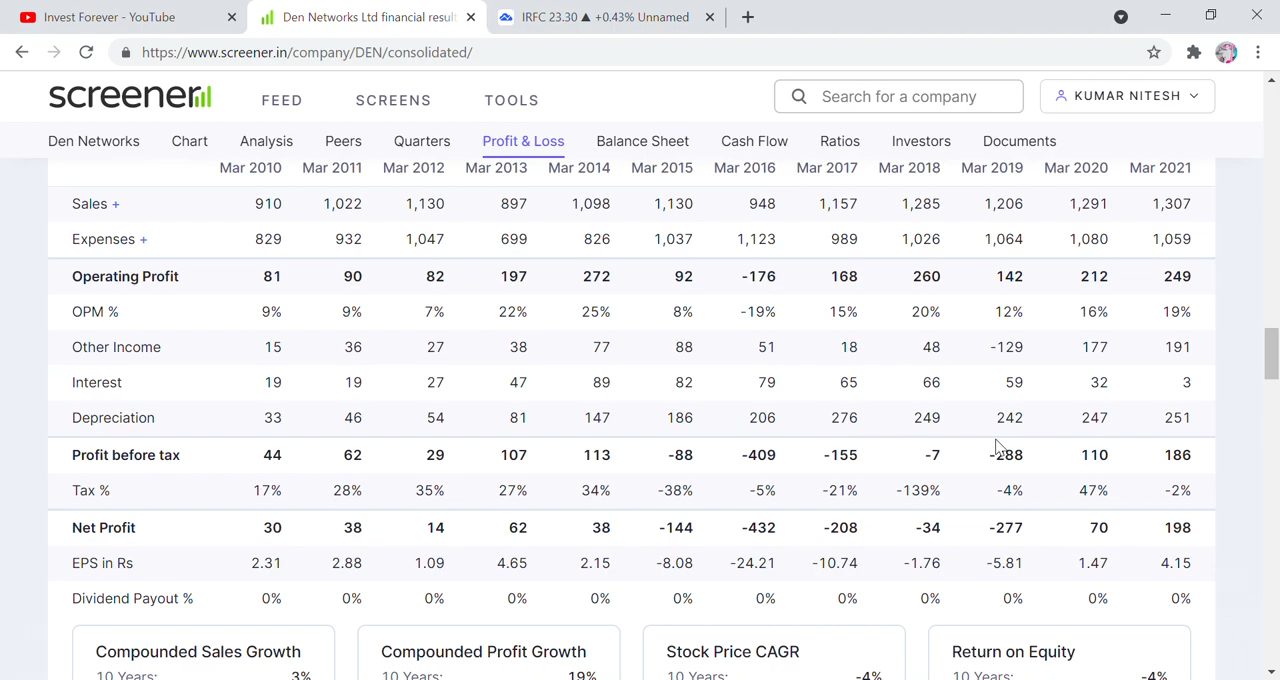 Invest Forever - YouTube
Den Networks Ltd financial result
IRFC 23.30 ▲ +0.43% Unnamed
https://www.screener.in/company/DEN/consolidated/
screener
FEED SCREENS TOOLS
Search for a company
KUMAR NITESH
Den Networks Chart Analysis Peers Quarters Profit & Loss Balance Sheet Cash Flow Ratios Investors Documents
Mar 2010 Mar 2011 Mar 2012 Mar 2013 Mar 2014 Mar 2015 Mar 2016 Mar 2017 Mar 2018 Mar 2019 Mar 2020 Mar 2021
Sales + 910 1,022 1,130 897 1,098 1,130 948 1,157 1,285 1,206 1,291 1,307
Expenses + 829 932 1,047 699 826 1,037 1,123 989 1,026 1,064 1,080 1,059
Operating Profit 81 90 82 197 272 92 -176 168 260 142 212 249
OPM % 9% 9% 7% 22% 25% 8% -19% 15% 20% 12% 16% 19%
Other Income 15 36 27 38 77 88 51 18 48 -129 177 191
Interest 19 19 27 47 89 82 79 65 66 59 32 3
Depreciation 33 46 54 81 147 186 206 276 249 242 247 251
Profit before tax 44 62 29 107 113 -88 -409 -155 -7 -288 110 186
Tax % 17% 28% 35% 27% 34% -38% -5% -21% -139% -4% 47% -2%
Net Profit 30 38 14 62 38 -144 -432 -208 -34 -277 70 198
EPS in Rs 2.31 2.88 1.09 4.65 2.15 -8.08 -24.21 -10.74 -1.76 -5.81 1.47 4.15
Dividend Payout % 0% 0% 0% 0% 0% 0% 0% 0% 0% 0% 0% 0%
Compounded Sales Growth Compounded Profit Growth Stock Price CAGR Return on Equity
10 Years: 3% 10 Years: 19% 10 Years: -4% 10 Years: -4%